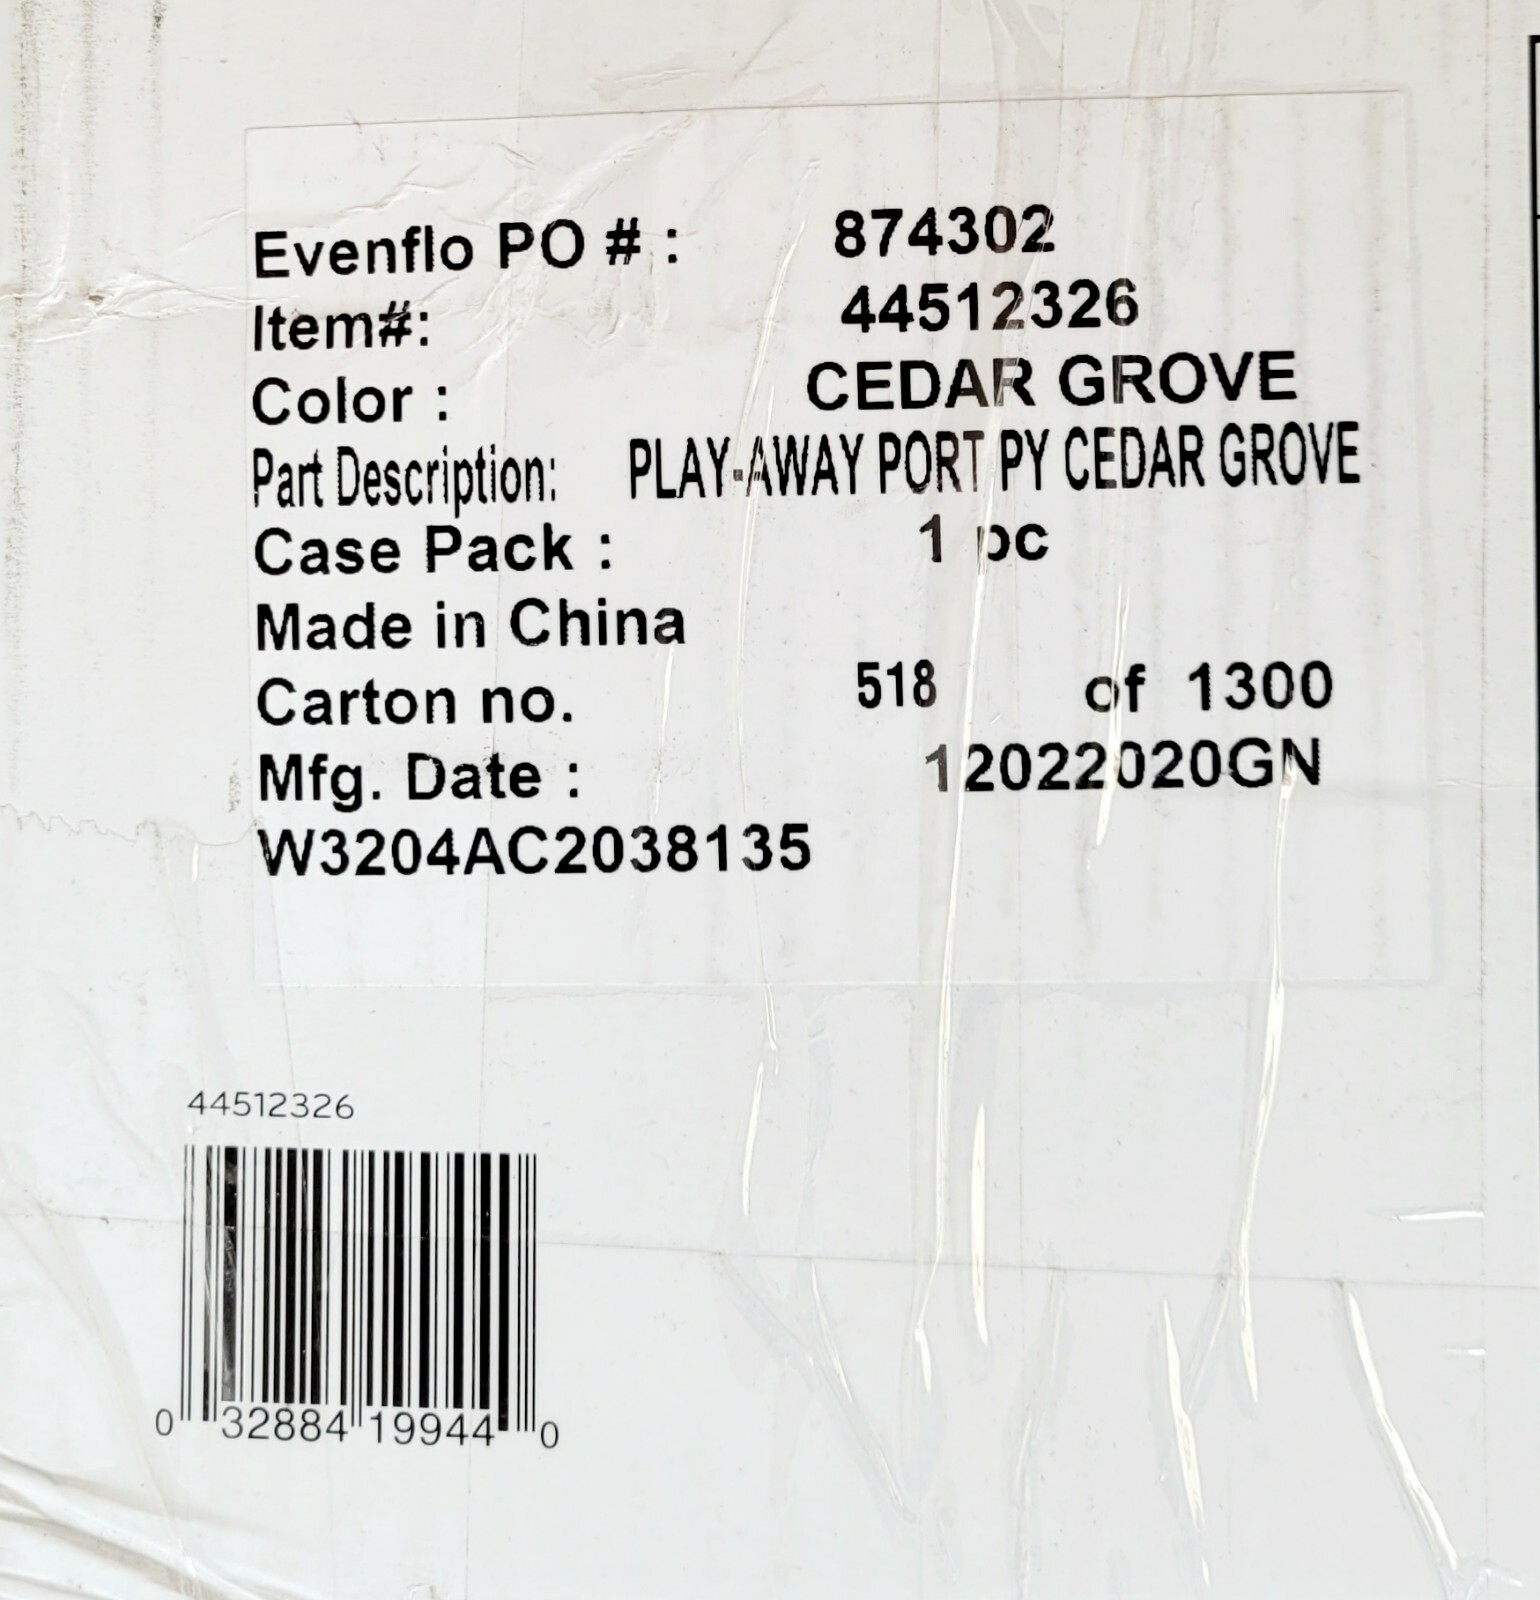 Evenflo PO # : 874302
Item#: 44512326
Color : CEDAR GROVE
Part Description: PLAY-AWAY PORT PY CEDAR GROVE
Case Pack : 1 pc
Made in China
Carton no. 518 of 1300
Mfg. Date : 12022020GN
W3204AC2038135
44512326
0 32884 19944 0